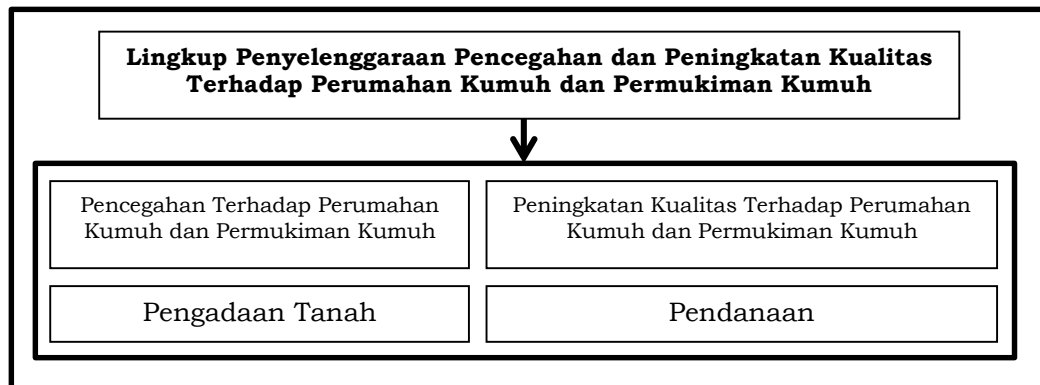 Lingkup Penyelenggaraan Pencegahan dan Peningkatan Kualitas
Terhadap Perumahan Kumuh dan Permukiman Kumuh
Pencegahan Terhadap Perumahan
Kumuh dan Permukiman Kumuh
Peningkatan Kualitas Terhadap Perumahan
Kumuh dan Permukiman Kumuh
Pengadaan Tanah
Pendanaan